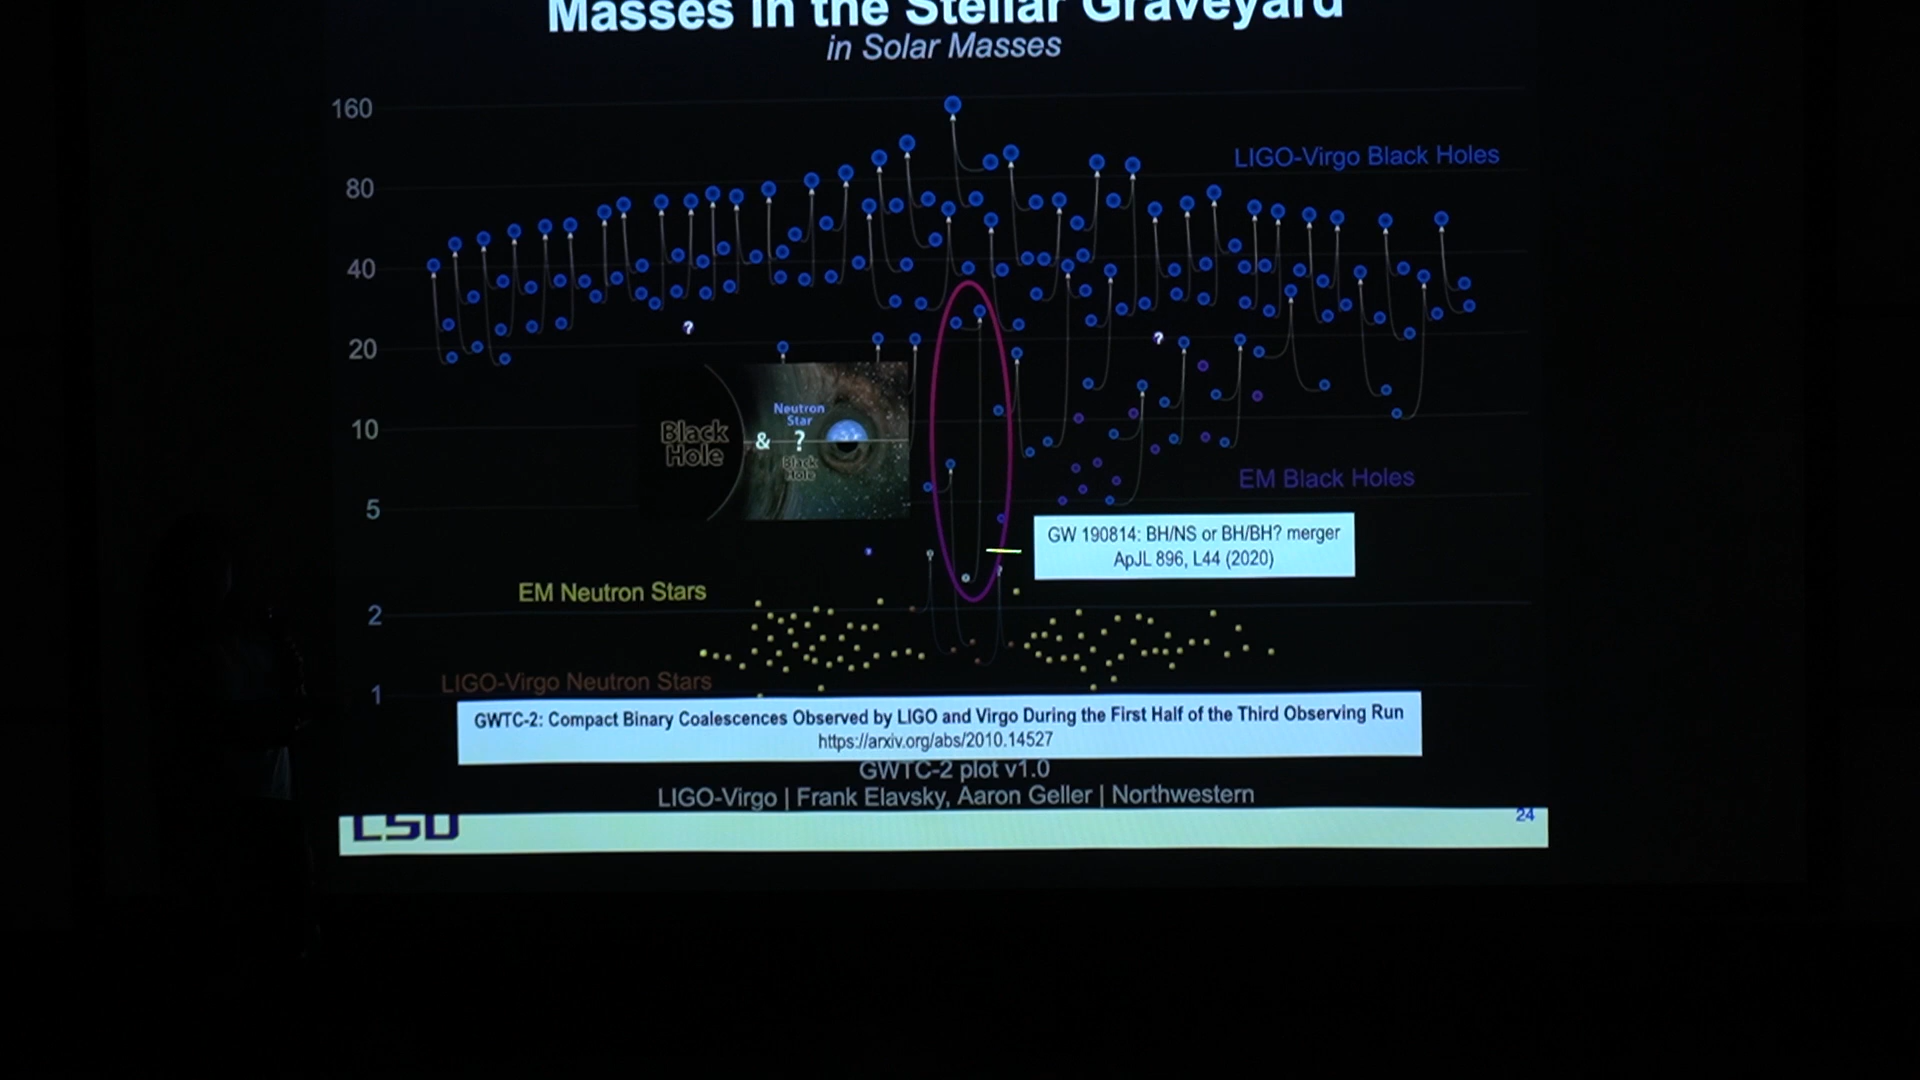 Masses in the Stellar Graveyard
in Solar Masses
160
LIGO-Virgo Black Holes
80
40
?
?
20
Neutron
Star
Black
Hole
&
?
Black
Hole
10
EM Black Holes
5
GW 190814: BH/NS or BH/BH? merger
ApJL 896, L44 (2020)
EM Neutron Stars
2
LIGO-Virgo Neutron Stars
1
GWTC-2: Compact Binary Coalescences Observed by LIGO and Virgo During the First Half of the Third Observing Run
https://arxiv.org/abs/2010.14527
GWTC-2 plot v1.0
LIGO-Virgo | Frank Elavsky, Aaron Geller | Northwestern
LSU
24